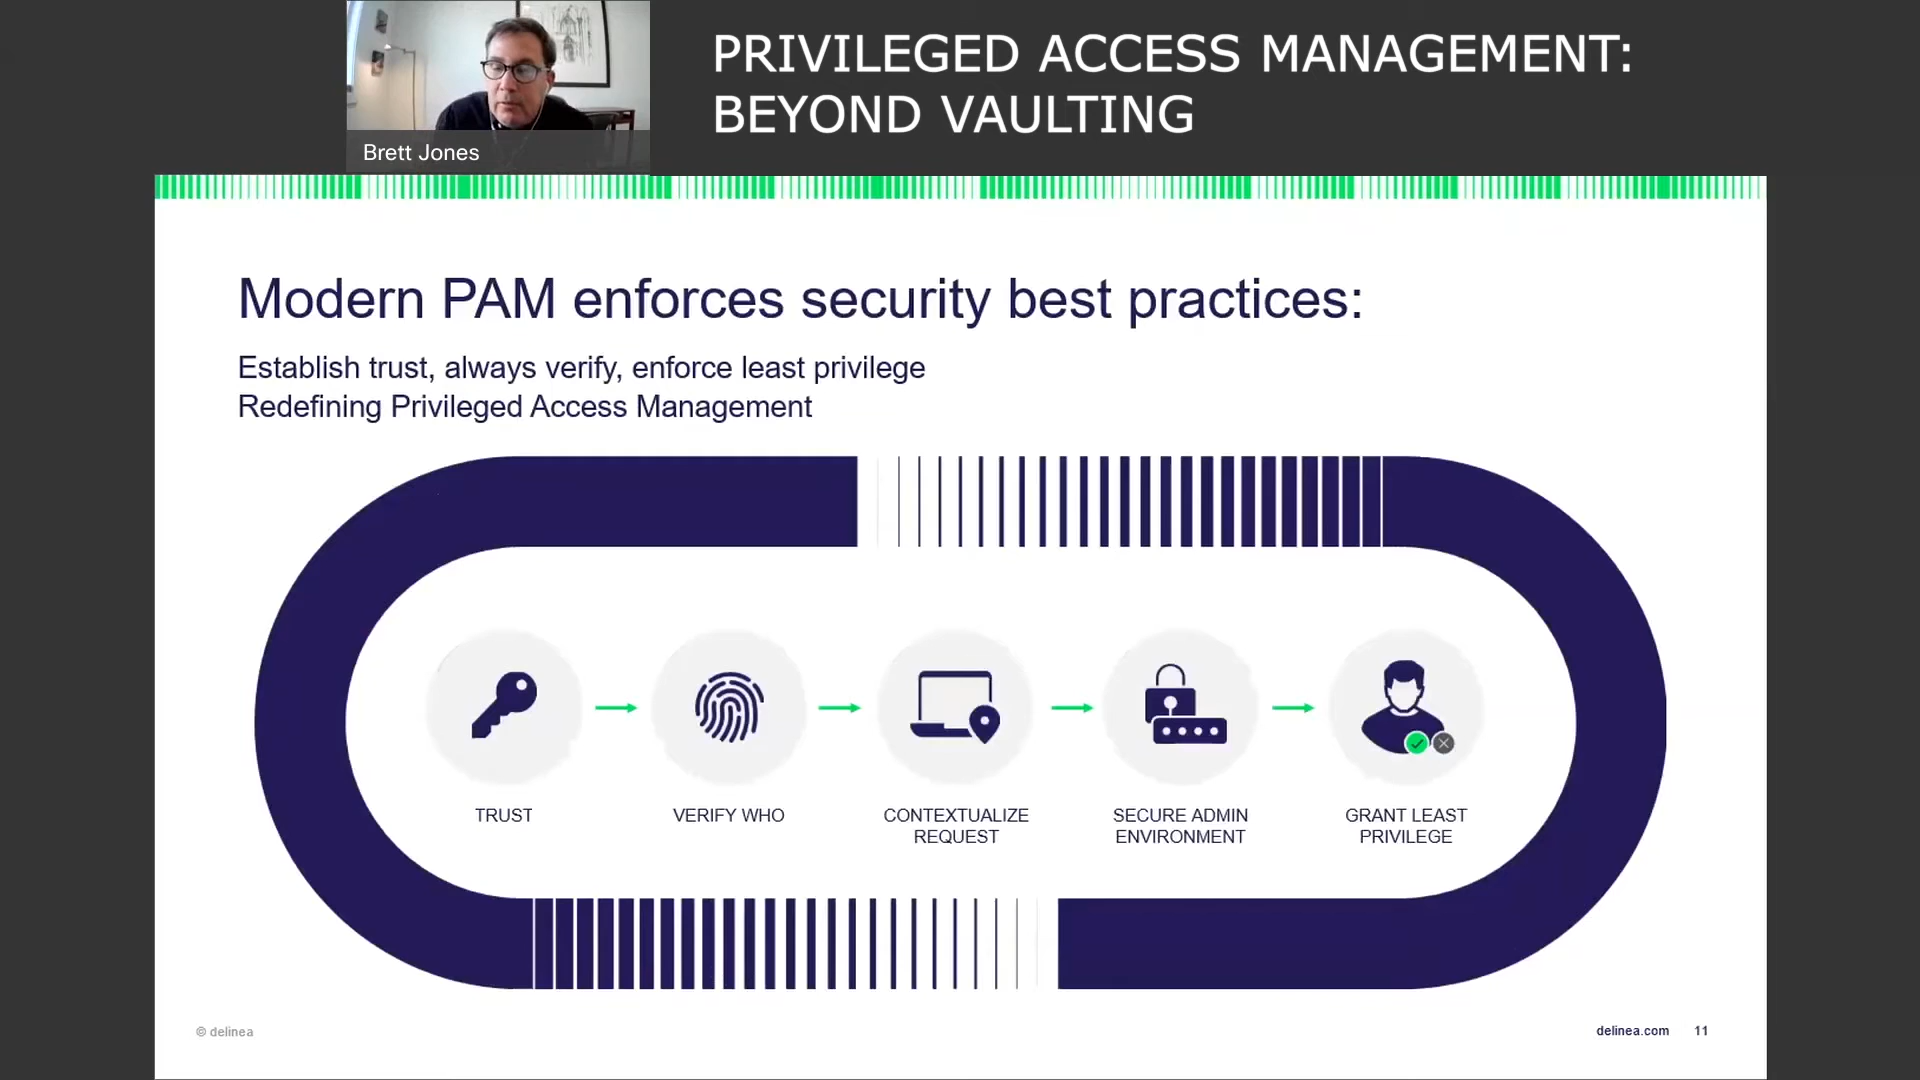 PRIVILEGED ACCESS MANAGEMENT:
BEYOND VAULTING
Brett Jones
Modern PAM enforces security best practices:
Establish trust, always verify, enforce least privilege
Redefining Privileged Access Management
TRUST
VERIFY WHO
CONTEXTUALIZE
REQUEST
SECURE ADMIN
ENVIRONMENT
GRANT LEAST
PRIVILEGE
© delinea
delinea.com 11